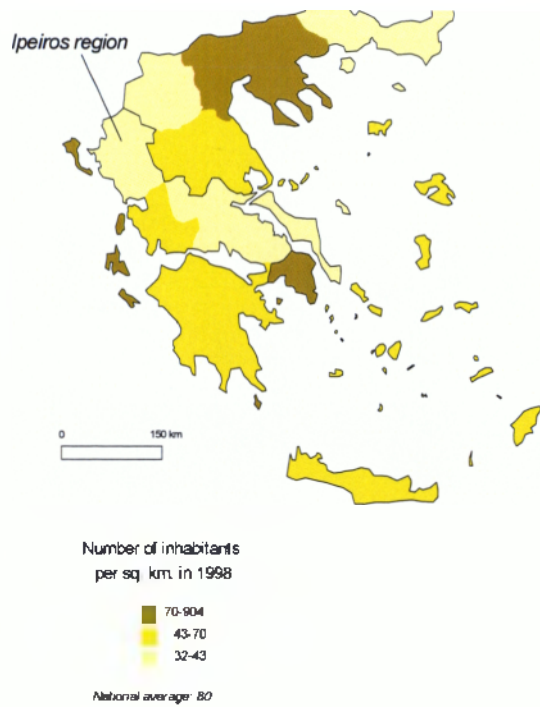 Ipeiros region
0 150 km
Number of inhabitants
per sq. km. in 1998
70-904
43-70
32-43
National average: 80